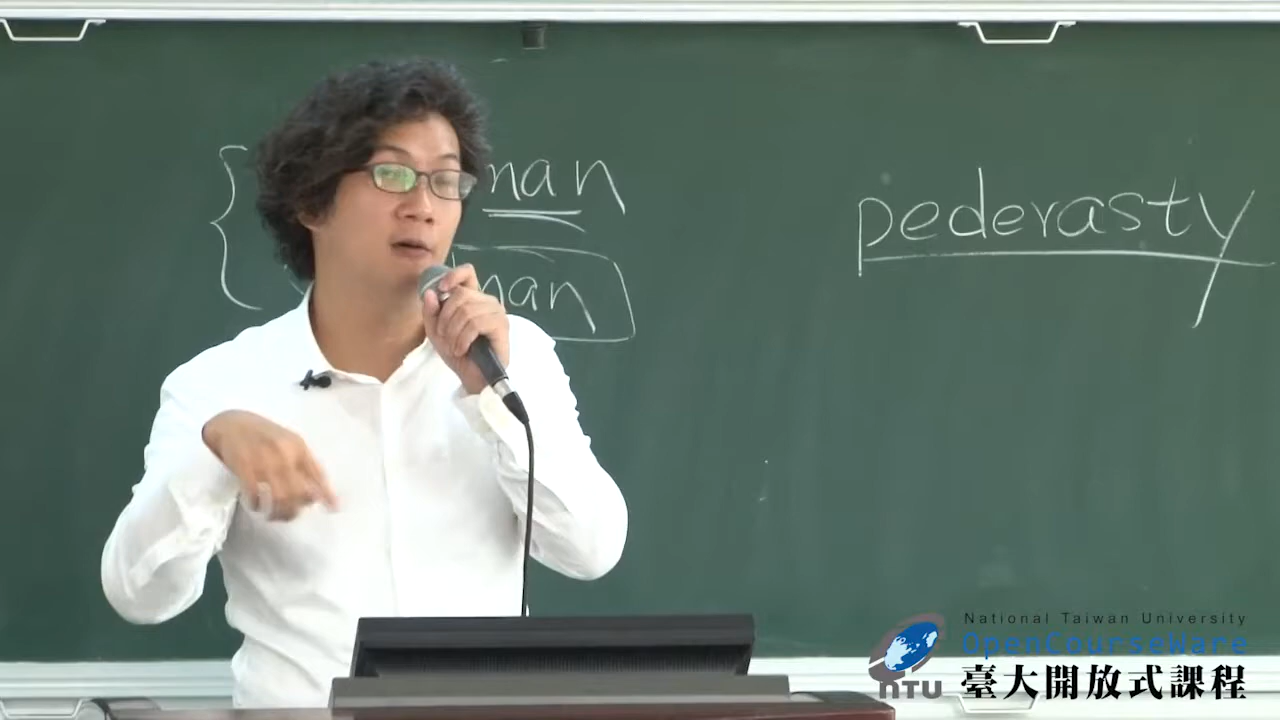 man
man
pederasty
National Taiwan University
OpenCourseWare
NTU
臺大開放式課程